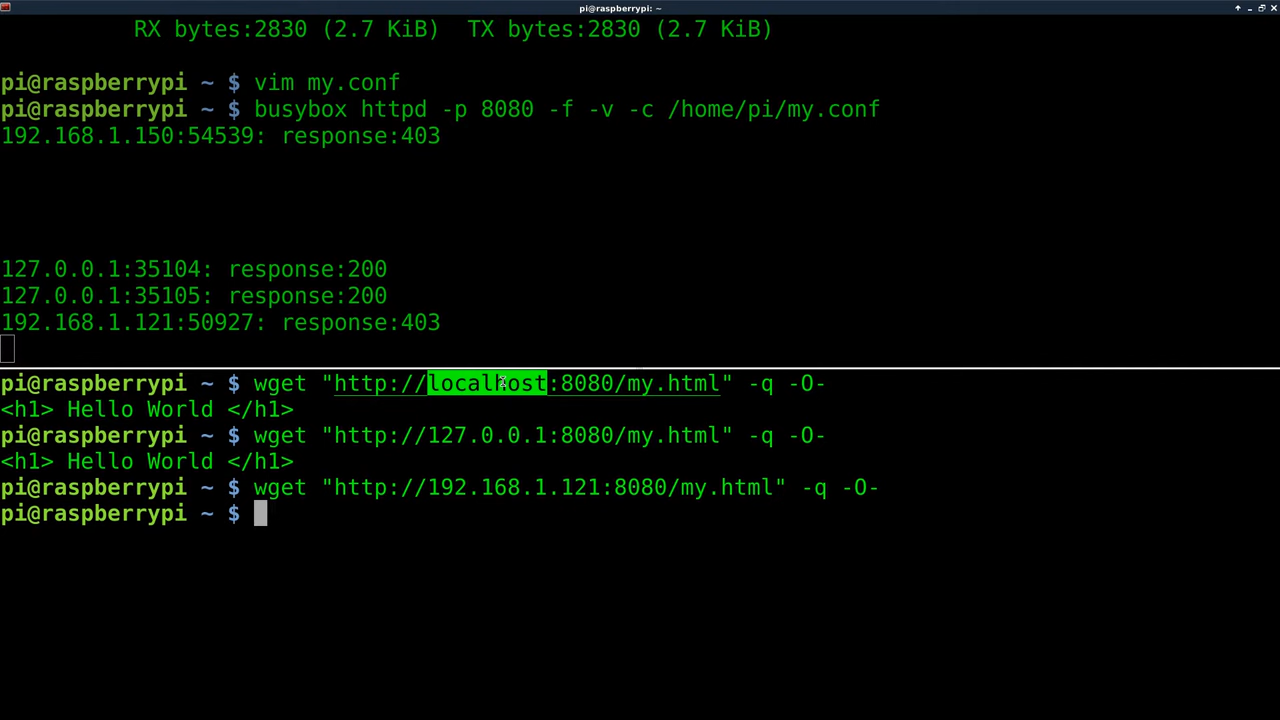 pi@raspberrypi: ~
RX bytes:2830 (2.7 KiB)  TX bytes:2830 (2.7 KiB)
pi@raspberrypi ~ $ vim my.conf
pi@raspberrypi ~ $ busybox httpd -p 8080 -f -v -c /home/pi/my.conf
192.168.1.150:54539: response:403
127.0.0.1:35104: response:200
127.0.0.1:35105: response:200
192.168.1.121:50927: response:403
pi@raspberrypi ~ $ wget "http://localhost:8080/my.html" -q -O-
<h1> Hello World </h1>
pi@raspberrypi ~ $ wget "http://127.0.0.1:8080/my.html" -q -O-
<h1> Hello World </h1>
pi@raspberrypi ~ $ wget "http://192.168.1.121:8080/my.html" -q -O-
pi@raspberrypi ~ $